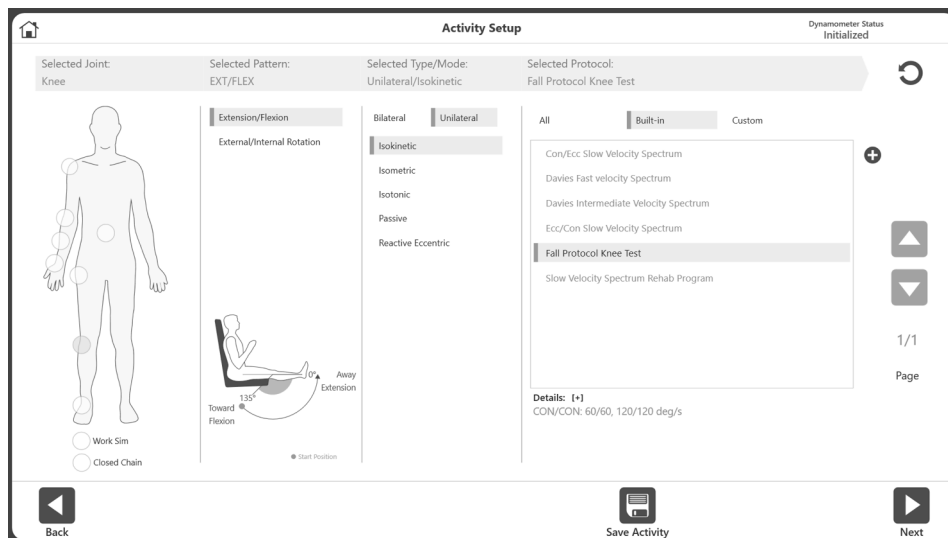 Activity Setup
Dynamometer Status
Initialized
Selected Joint:
Knee
Selected Pattern:
EXT/FLEX
Selected Type/Mode:
Unilateral/Isokinetic
Selected Protocol:
Fall Protocol Knee Test
Extension/Flexion
External/Internal Rotation
Bilateral
Unilateral
Isokinetic
Isometric
Isotonic
Passive
Reactive Eccentric
All
Built-in
Custom
Con/Ecc Slow Velocity Spectrum
Davies Fast velocity Spectrum
Davies Intermediate Velocity Spectrum
Ecc/Con Slow Velocity Spectrum
Fall Protocol Knee Test
Slow Velocity Spectrum Rehab Program
1/1
Page
0°
Away
Extension
135°
Toward
Flexion
Start Position
Details: [+]
CON/CON: 60/60, 120/120 deg/s
Work Sim
Closed Chain
Back
Save Activity
Next